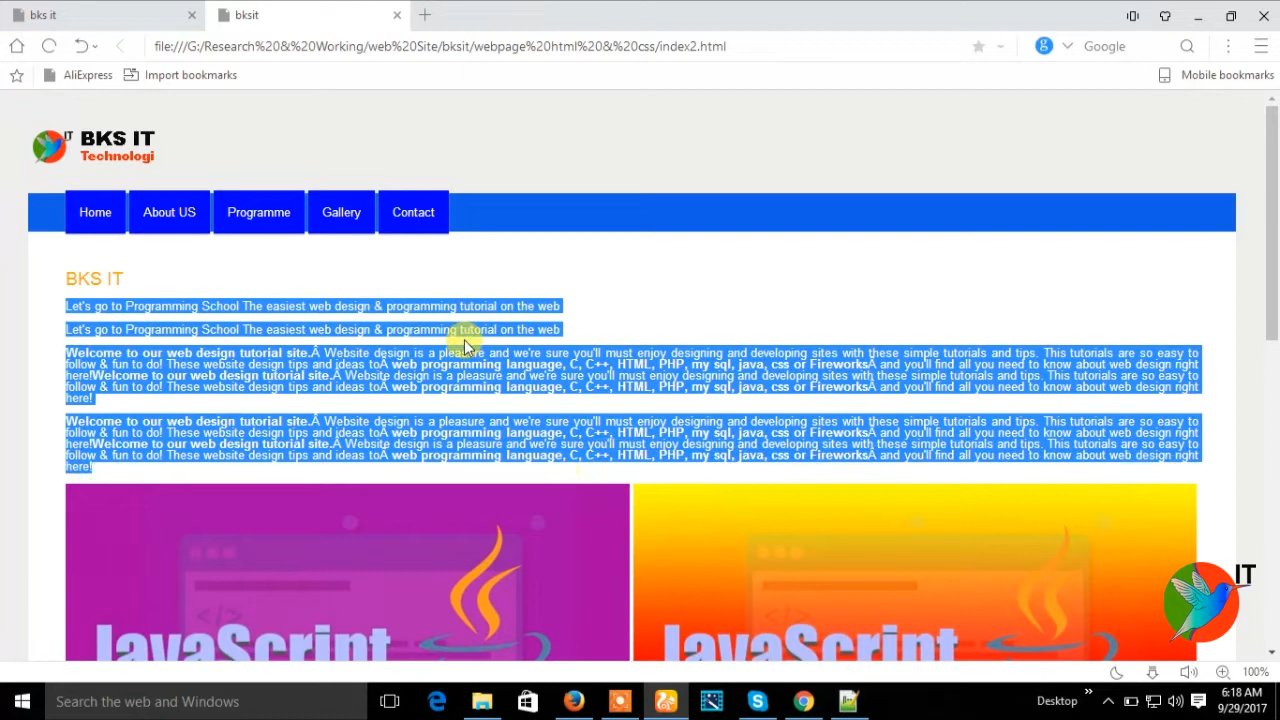 bks it
bksit
file:///G:/Research%20&%20Working/web%20Site/bksit/webpage%20html%20&%20css/index2.html
Google
AliExpress
Import bookmarks
Mobile bookmarks
IT
BKS IT
Technologi
Home
About US
Programme
Gallery
Contact
BKS IT
Let's go to Programming School The easiest web design & programming tutorial on the web
Let's go to Programming School The easiest web design & programming tutorial on the web
Welcome to our web design tutorial site.Â Website design is a pleasure and we're sure you'll must enjoy designing and developing sites with these simple tutorials and tips. This tutorials are so easy to
follow & fun to do! These website design tips and ideas toÂ web programming language, C, C++, HTML, PHP, my sql, java, css or FireworksÂ and you'll find all you need to know about web design right
here!Welcome to our web design tutorial site.Â Website design is a pleasure and we're sure you'll must enjoy designing and developing sites with these simple tutorials and tips. This tutorials are so easy to
follow & fun to do! These website design tips and ideas toÂ web programming language, C, C++, HTML, PHP, my sql, java, css or FireworksÂ and you'll find all you need to know about web design right
here!
Welcome to our web design tutorial site.Â Website design is a pleasure and we're sure you'll must enjoy designing and developing sites with these simple tutorials and tips. This tutorials are so easy to
follow & fun to do! These website design tips and ideas toÂ web programming language, C, C++, HTML, PHP, my sql, java, css or FireworksÂ and you'll find all you need to know about web design right
here!Welcome to our web design tutorial site.Â Website design is a pleasure and we're sure you'll must enjoy designing and developing sites with these simple tutorials and tips. This tutorials are so easy to
follow & fun to do! These website design tips and ideas toÂ web programming language, C, C++, HTML, PHP, my sql, java, css or FireworksÂ and you'll find all you need to know about web design right
here!
</>
JavaScript
</>
JavaScript
IT
100%
Search the web and Windows
Desktop
6:18 AM
9/29/2017